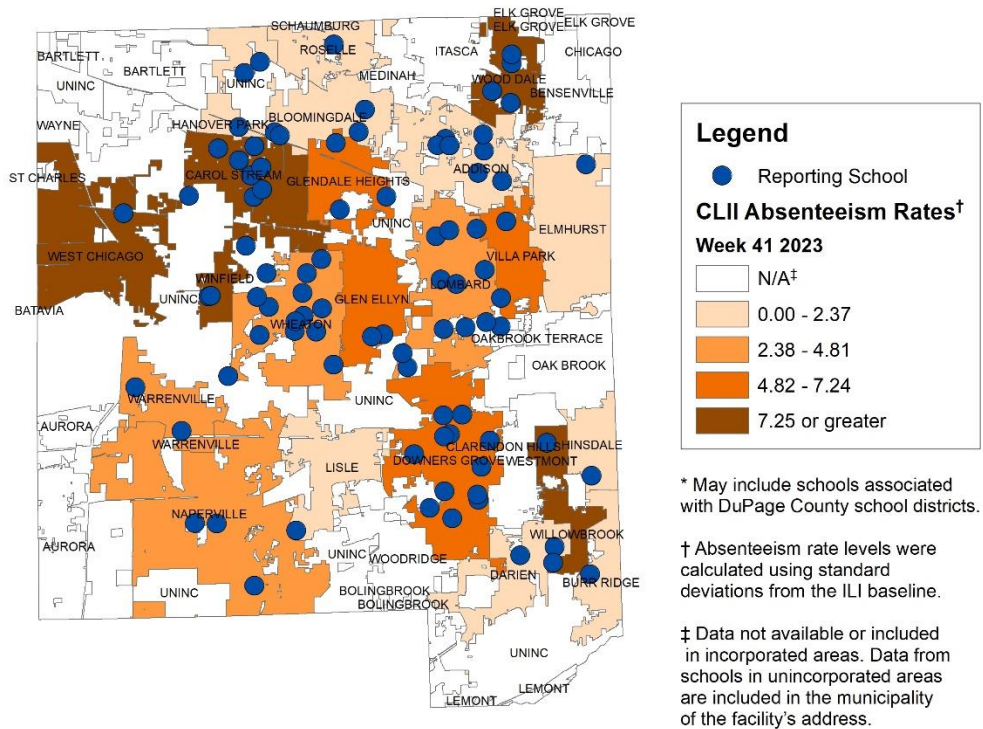 ELK GROVE
SCHAUMBURG
ELK GROVE
ELK GROVE
ROSELLE
ITASCA
CHICAGO
BARTLETT
BARTLETT
MEDINAH
UNINC
UNINC
WOOD DALE
BENSENVILLE
WAYNE
HANOVER PARK
BLOOMINGDALE
ST CHARLES
CAROL STREAM
GLENDALE HEIGHTS
ADDISON
UNINC
ELMHURST
WEST CHICAGO
VILLA PARK
WINFIELD
LOMBARD
BATAVIA
UNINC
GLEN ELLYN
WHEATON
OAKBROOK TERRACE
OAK BROOK
WARRENVILLE
UNINC
AURORA
WARRENVILLE
CLARENDON HILLS
HINSDALE
LISLE
DOWNERS GROVE
WESTMONT
NAPERVILLE
WILLOWBROOK
AURORA
UNINC
WOODRIDGE
DARIEN
BURR RIDGE
UNINC
BOLINGBROOK
BOLINGBROOK
UNINC
LEMONT
LEMONT
Legend
Reporting School
CLII Absenteeism Rates†
Week 41 2023
N/A‡
0.00 - 2.37
2.38 - 4.81
4.82 - 7.24
7.25 or greater
* May include schools associated
with DuPage County school districts.
† Absenteeism rate levels were
calculated using standard
deviations from the ILI baseline.
‡ Data not available or included
in incorporated areas. Data from
schools in unincorporated areas
are included in the municipality
of the facility's address.